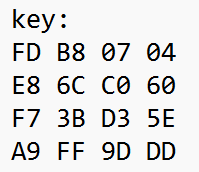 key:
FD B8 07 04
E8 6C C0 60
F7 3B D3 5E
A9 FF 9D DD